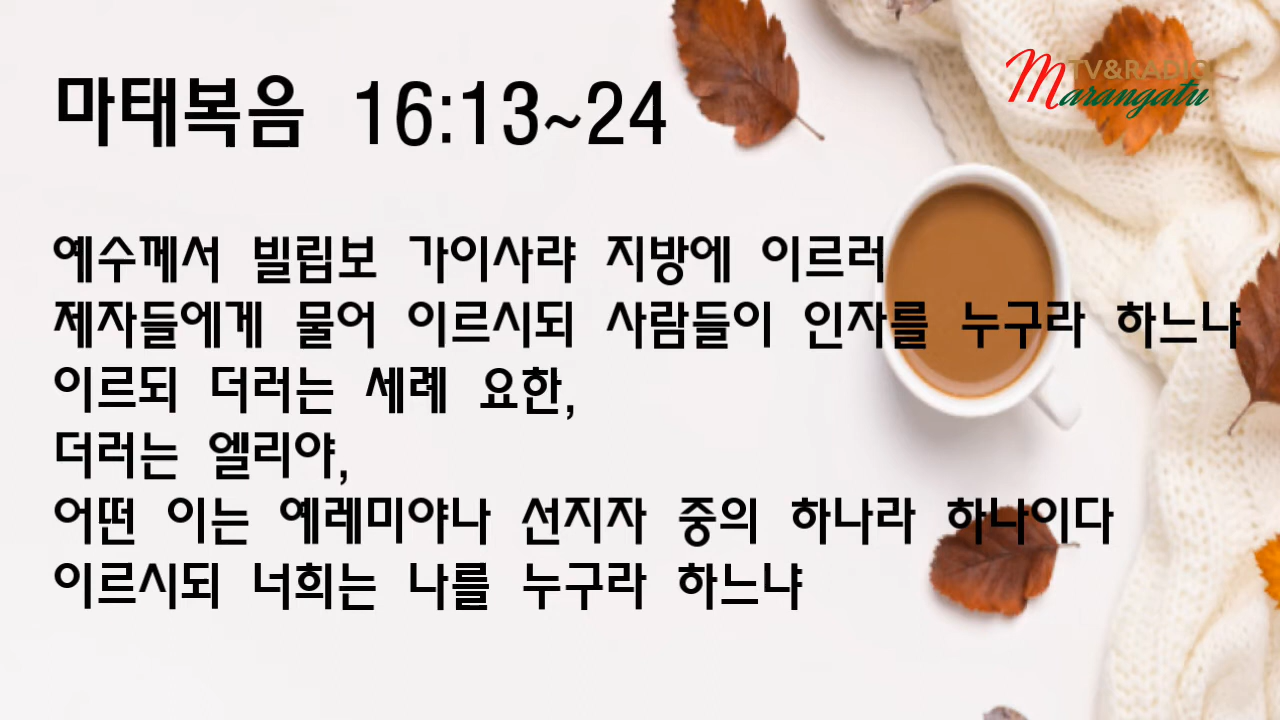 마태복음 16:13~24
TV&RADIO
Marangatu
예수께서 빌립보 가이사랴 지방에 이르러
제자들에게 물어 이르시되 사람들이 인자를 누구라 하느냐
이르되 더러는 세례 요한,
더러는 엘리야,
어떤 이는 예레미야나 선지자 중의 하나라 하나이다
이르시되 너희는 나를 누구라 하느냐